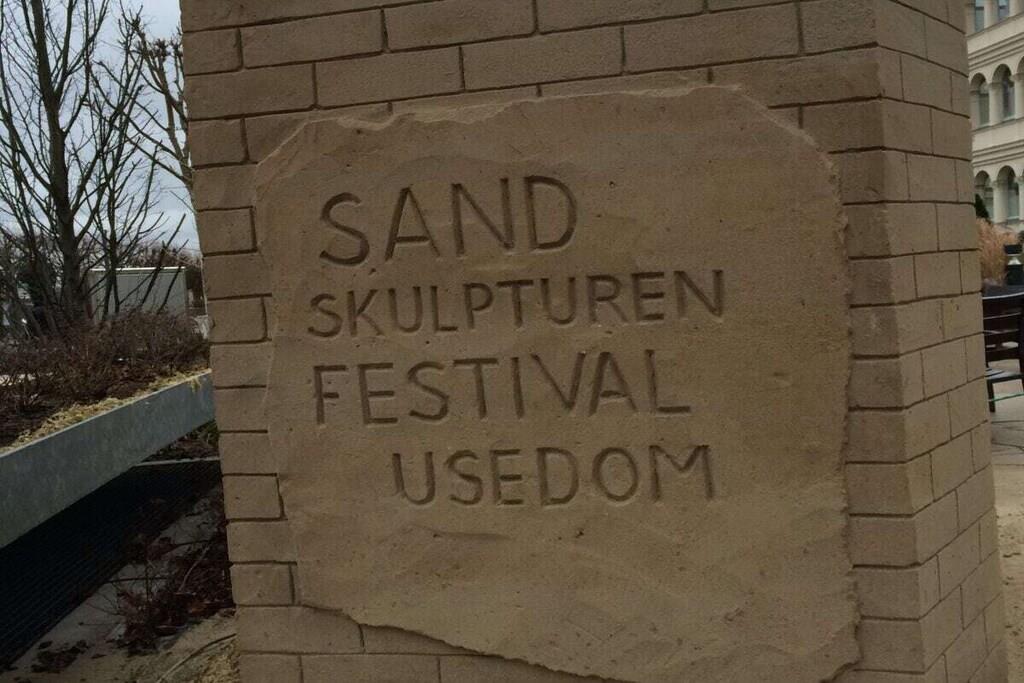 SAND
SKULPTUREN
FESTIVAL
USEDOM